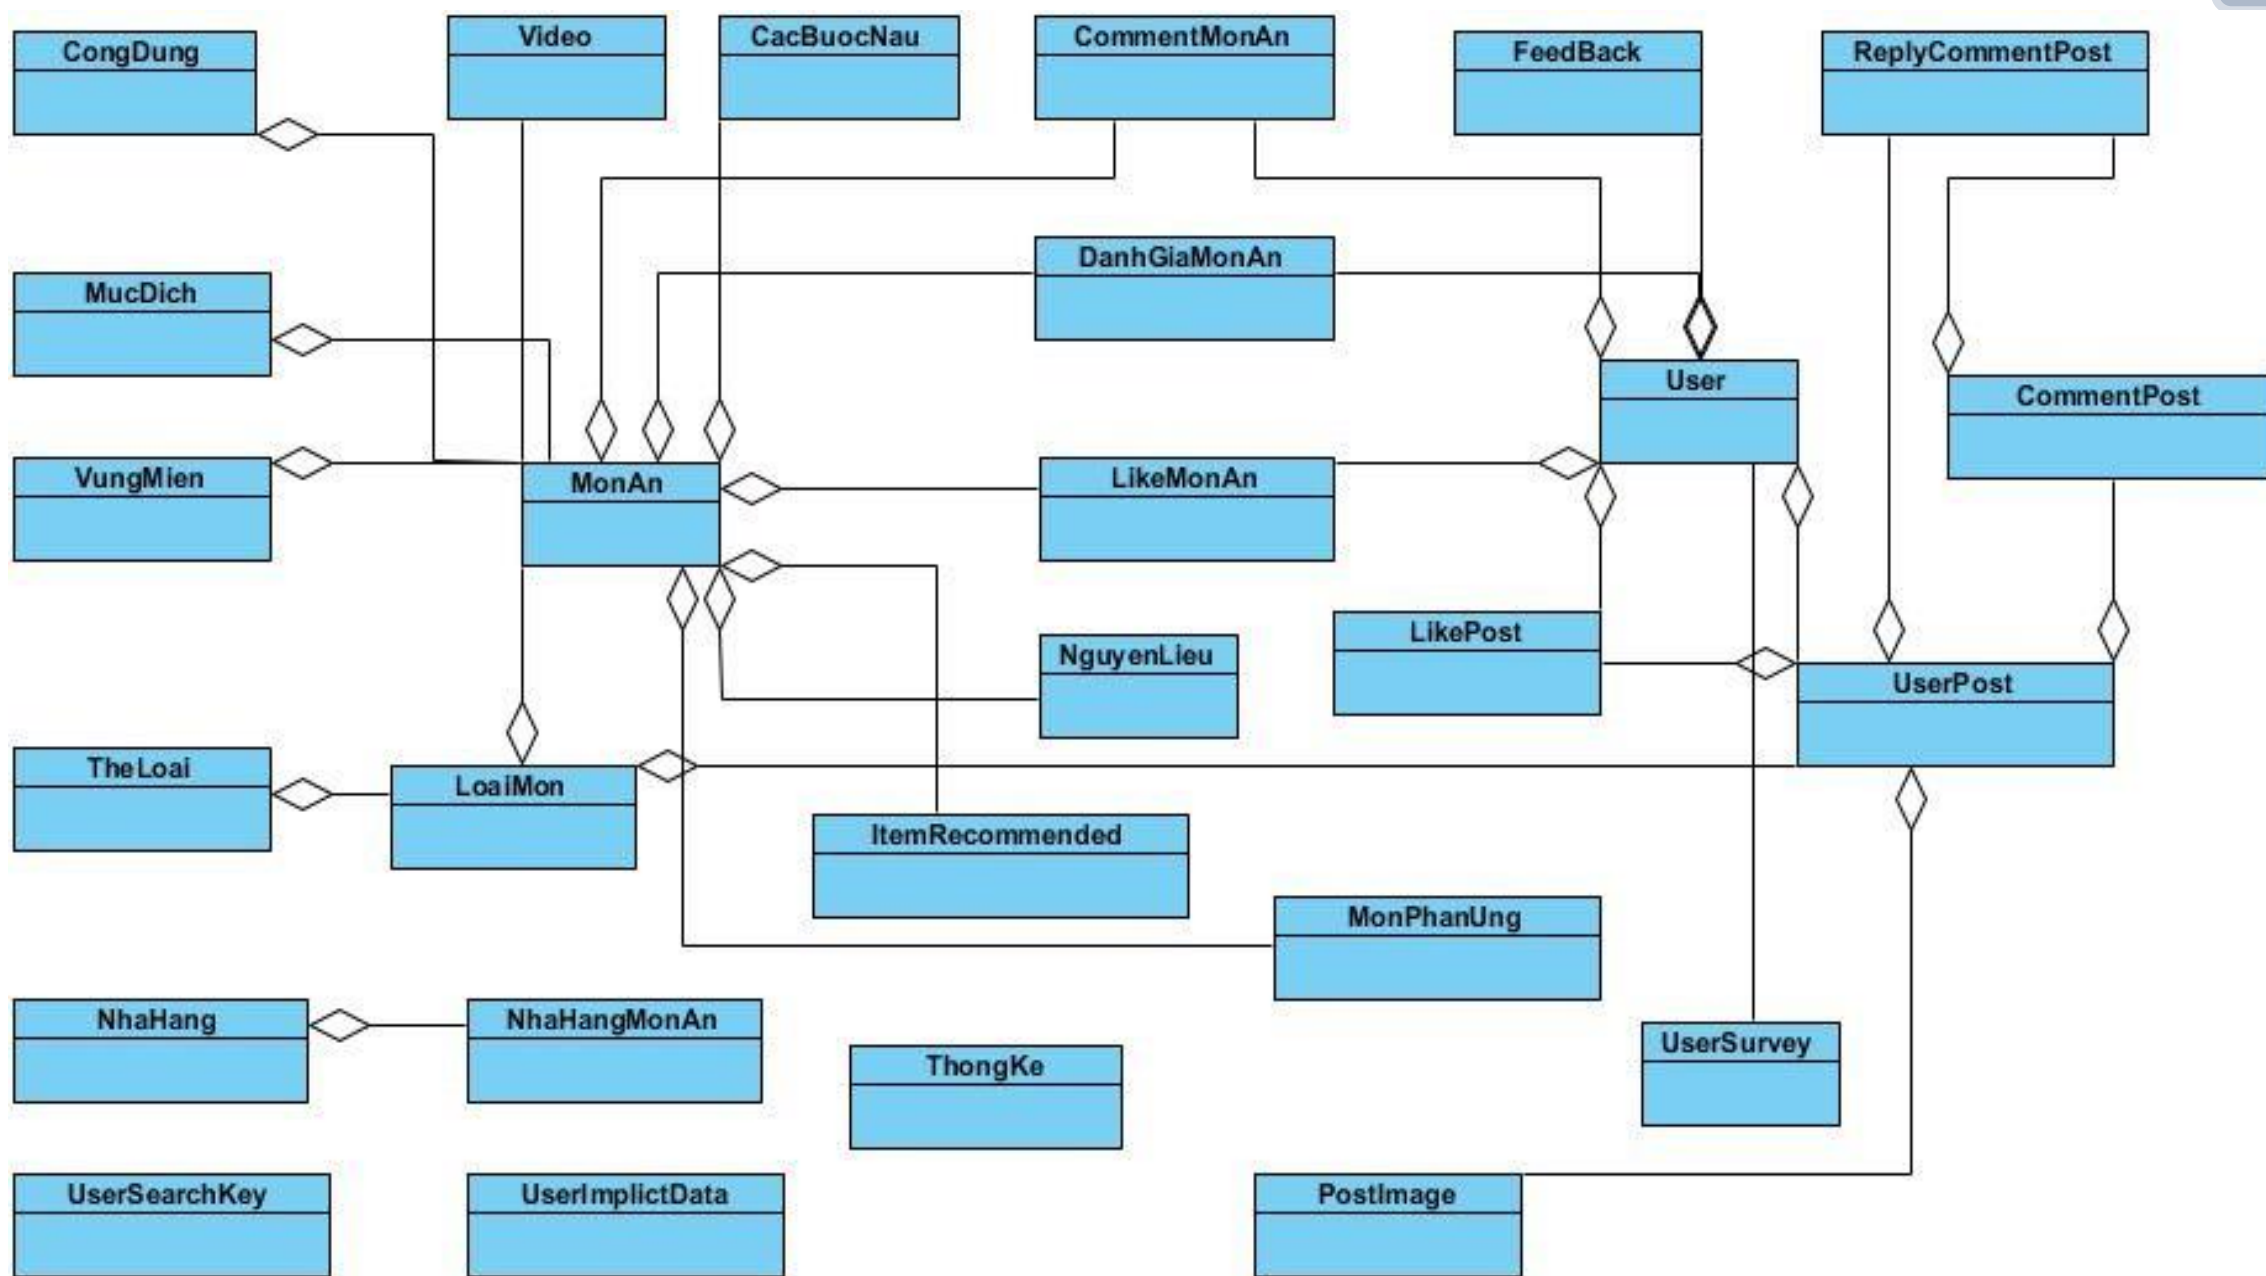 CongDung
Video
CacBuocNau
CommentMonAn
FeedBack
ReplyCommentPost
DanhGiaMonAn
MucDich
User
CommentPost
VungMien
MonAn
LikeMonAn
LikePost
NguyenLieu
UserPost
TheLoai
LoaiMon
ItemRecommended
MonPhanUng
NhaHang
NhaHangMonAn
ThongKe
UserSurvey
UserSearchKey
UserImplictData
PostImage